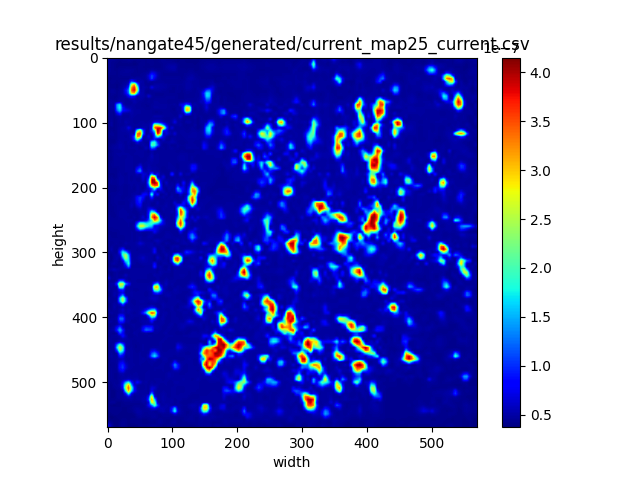 results/nangate45/generated/current_map25_current.csv
1e−7
0
100
200
300
400
500
height
0 100 200 300 400 500
width
4.0
3.5
3.0
2.5
2.0
1.5
1.0
0.5